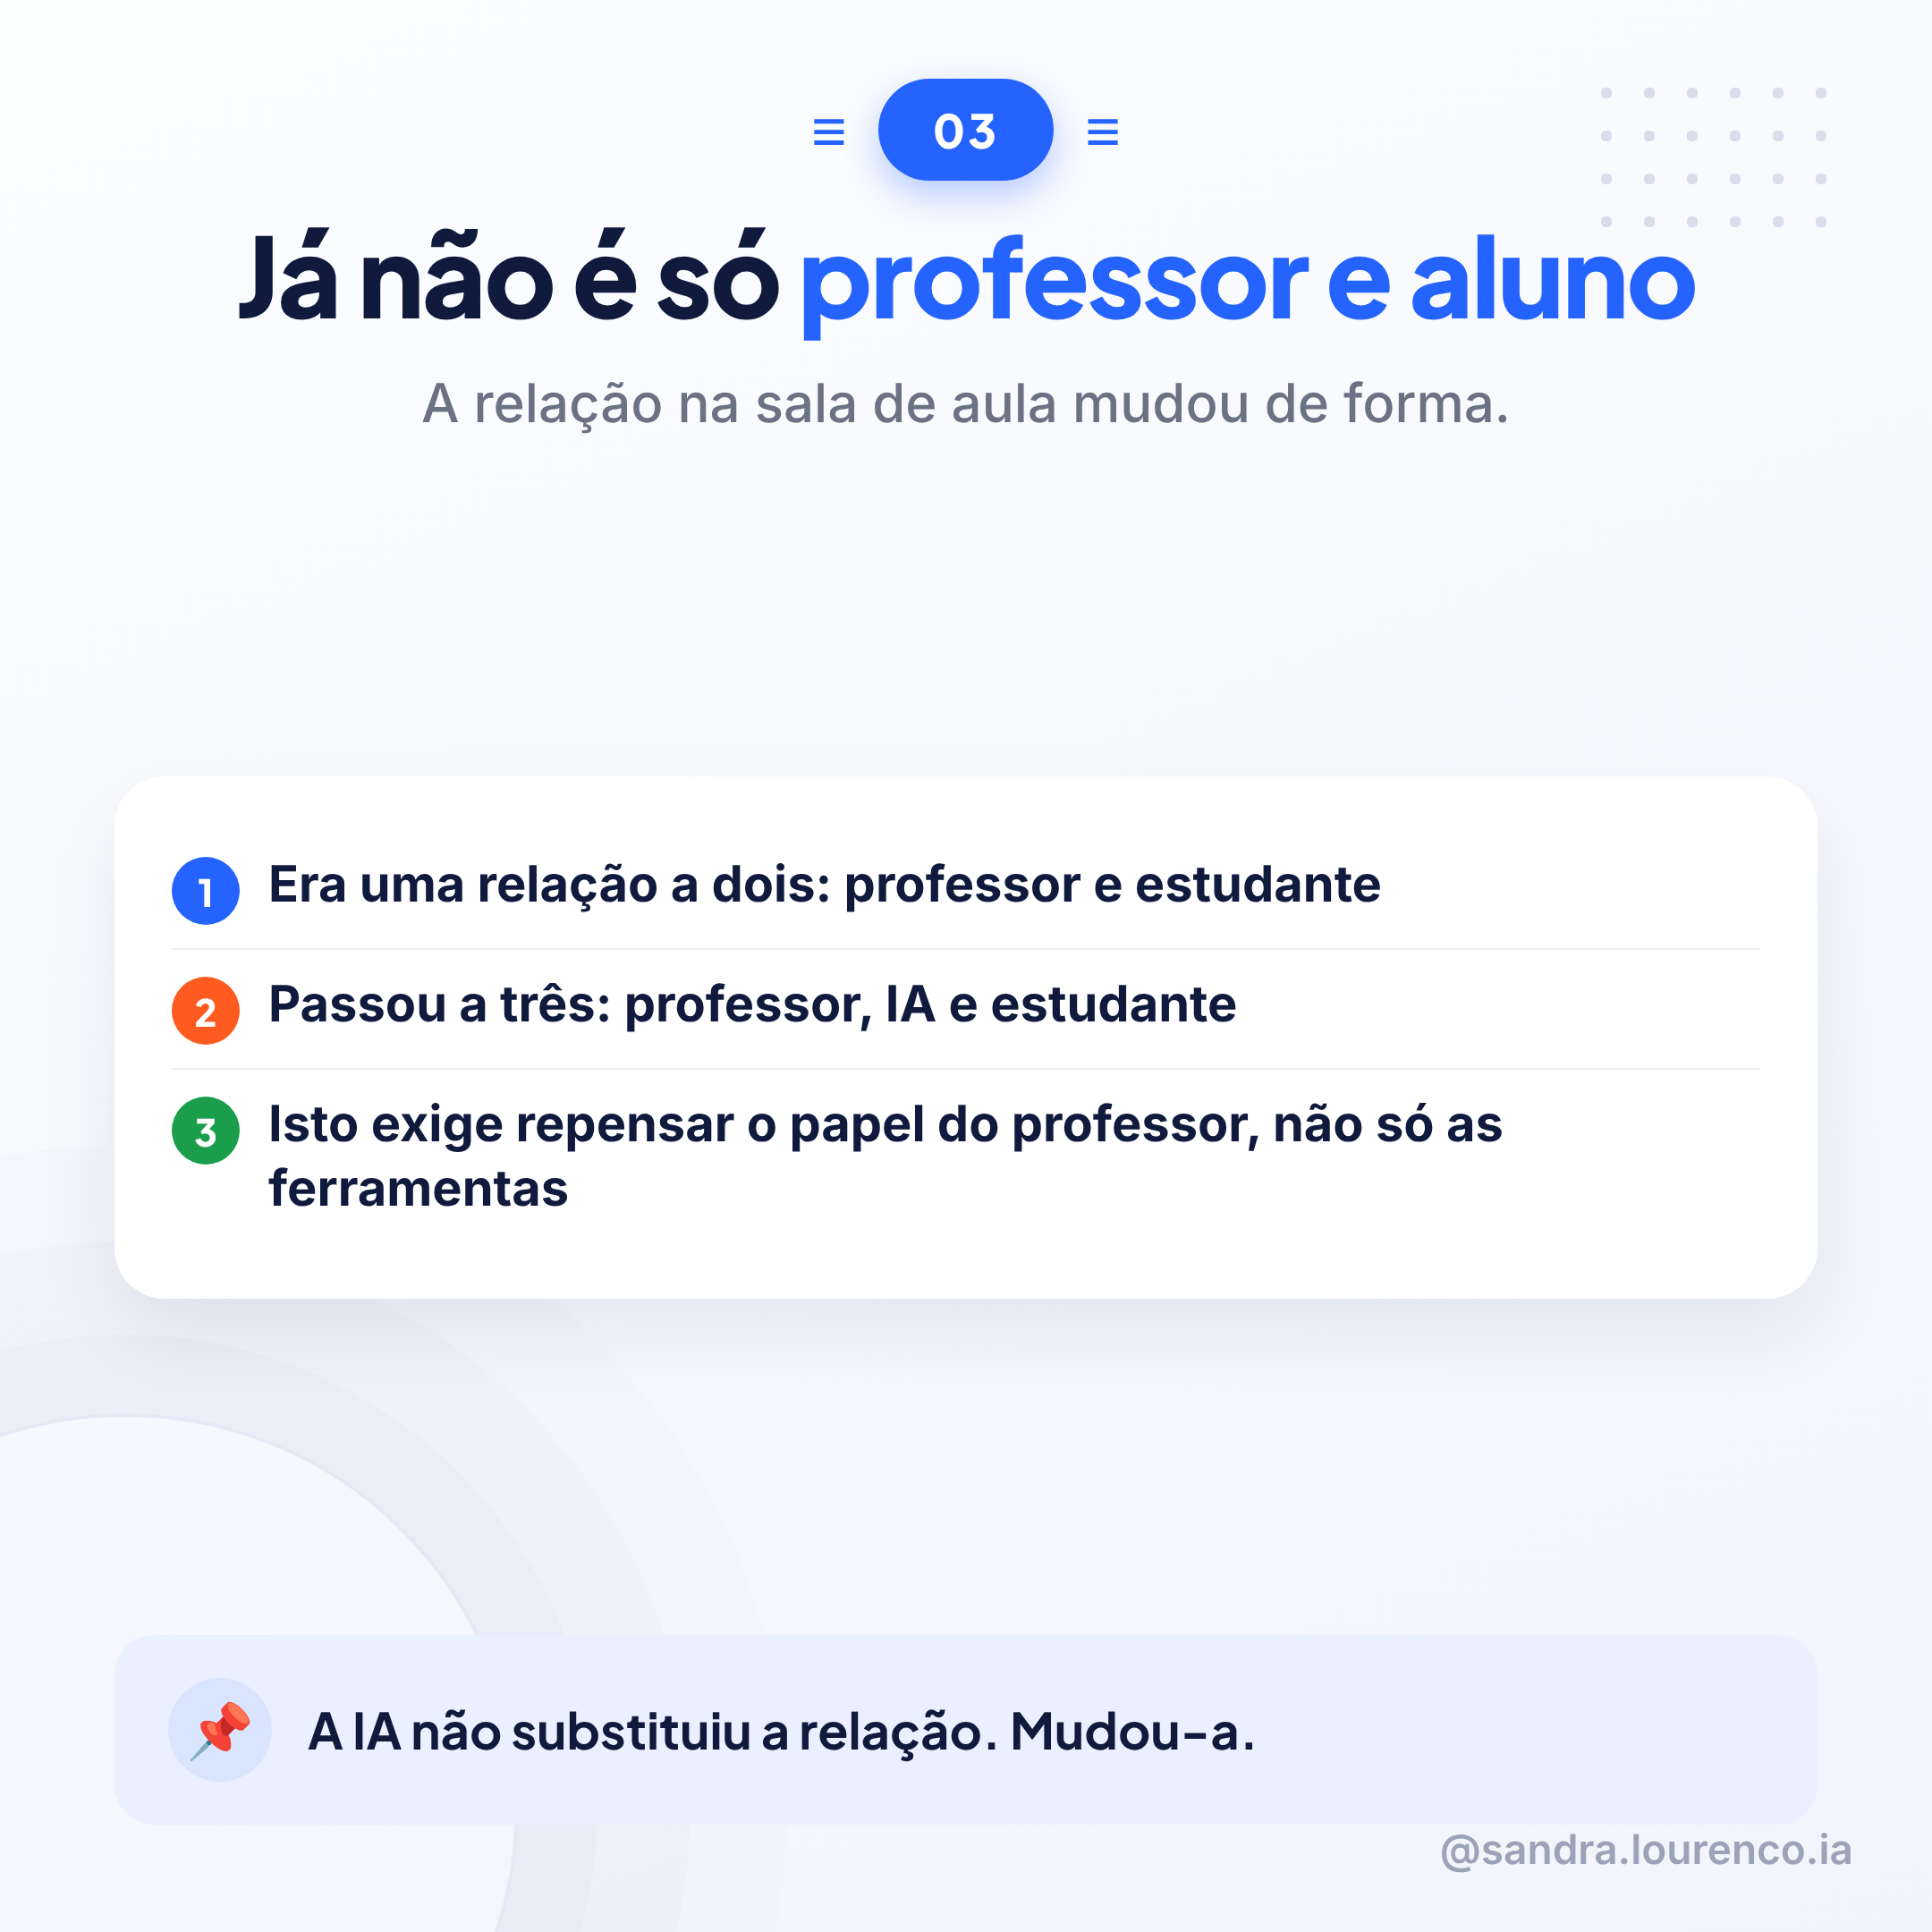 03
Já não é só professor e aluno
A relação na sala de aula mudou de forma.
1 Era uma relação a dois: professor e estudante
2 Passou a três: professor, IA e estudante
3 Isto exige repensar o papel do professor, não só as
ferramentas
A IA não substituiu a relação. Mudou-a.
@sandra.lourenco.ia